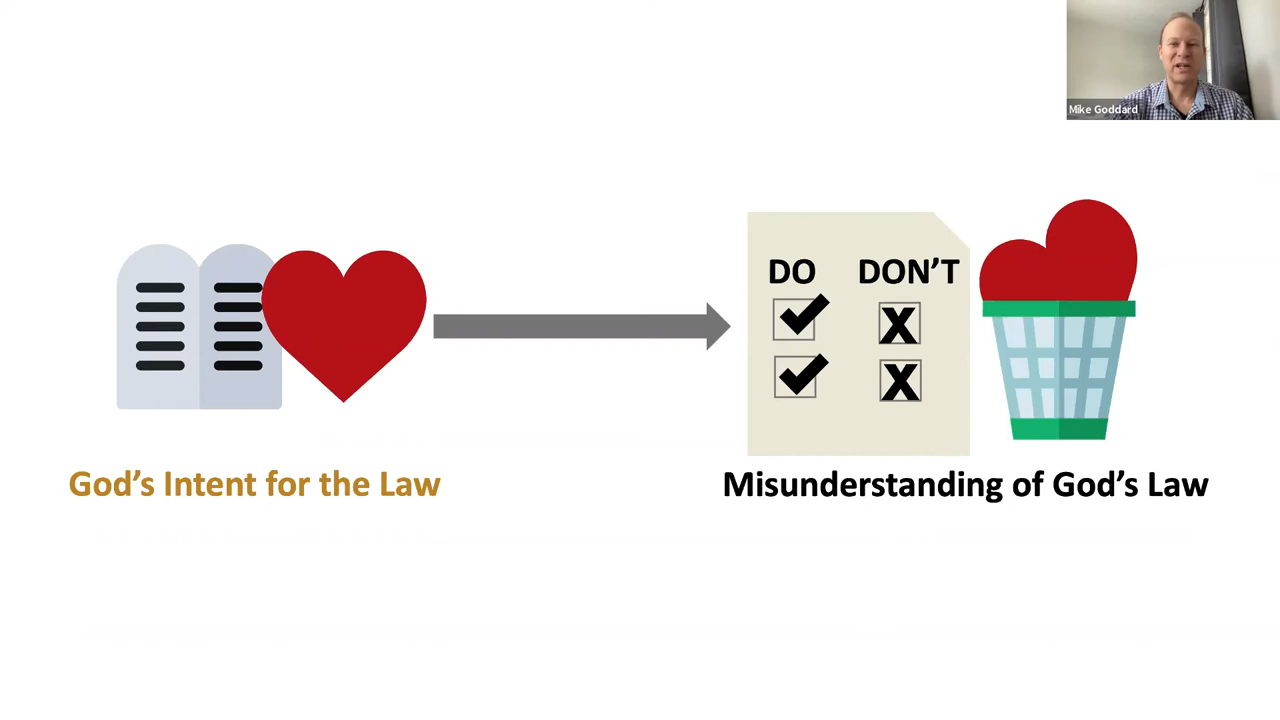 Mike Goddard
DO DON'T
X
X
God's Intent for the Law
Misunderstanding of God's Law